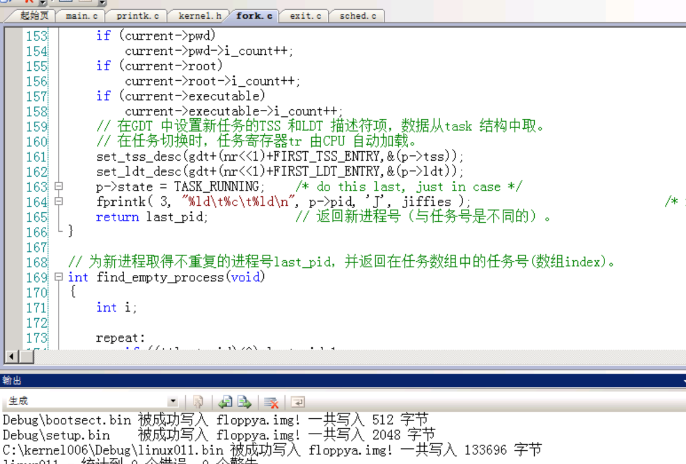 起始页 main.c printk.c kernel.h fork.c exit.c sched.c
153 if (current->pwd)
154 current->pwd->i_count++;
155 if (current->root)
156 current->root->i_count++;
157 if (current->executable)
158 current->executable->i_count++;
159 // 在GDT 中设置新任务的TSS 和LDT 描述符项，数据从task 结构中取。
160 // 在任务切换时，任务寄存器tr 由CPU 自动加载。
161 set_tss_desc(gdt+(nr<<1)+FIRST_TSS_ENTRY,&(p->tss));
162 set_ldt_desc(gdt+(nr<<1)+FIRST_LDT_ENTRY,&(p->ldt));
163 p->state = TASK_RUNNING; /* do this last, just in case */
164 fprintk( 3, "%ld\t%c\t%ld\n", p->pid, 'J', jiffies ); /*
165 return last_pid; // 返回新进程号（与任务号是不同的）。
166 }
167
168 // 为新进程取得不重复的进程号last_pid，并返回在任务数组中的任务号(数组index)。
169 int find_empty_process(void)
170 {
171 int i;
172
173 repeat:
输出
生成
Debug\bootsect.bin 被成功写入 floppya.img! 一共写入 512 字节
Debug\setup.bin 被成功写入 floppya.img! 一共写入 2048 字节
C:\kernel006\Debug\linux011.bin 被成功写入 floppya.img! 一共写入 133696 字节